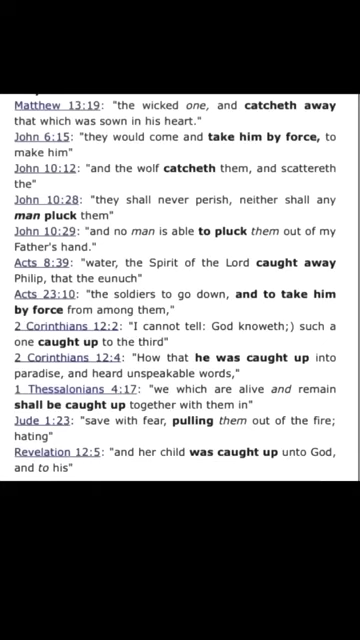 Matthew 13:19: "the wicked one, and catcheth away
that which was sown in his heart."
John 6:15: "they would come and take him by force, to
make him"
John 10:12: "and the wolf catcheth them, and scattereth
the"
John 10:28: "they shall never perish, neither shall any
man pluck them"
John 10:29: "and no man is able to pluck them out of my
Father's hand."
Acts 8:39: "water, the Spirit of the Lord caught away
Philip, that the eunuch"
Acts 23:10: "the soldiers to go down, and to take him
by force from among them,"
2 Corinthians 12:2: "I cannot tell: God knoweth;) such a
one caught up to the third"
2 Corinthians 12:4: "How that he was caught up into
paradise, and heard unspeakable words,"
1 Thessalonians 4:17: "we which are alive and remain
shall be caught up together with them in"
Jude 1:23: "save with fear, pulling them out of the fire;
hating"
Revelation 12:5: "and her child was caught up unto God,
and to his"